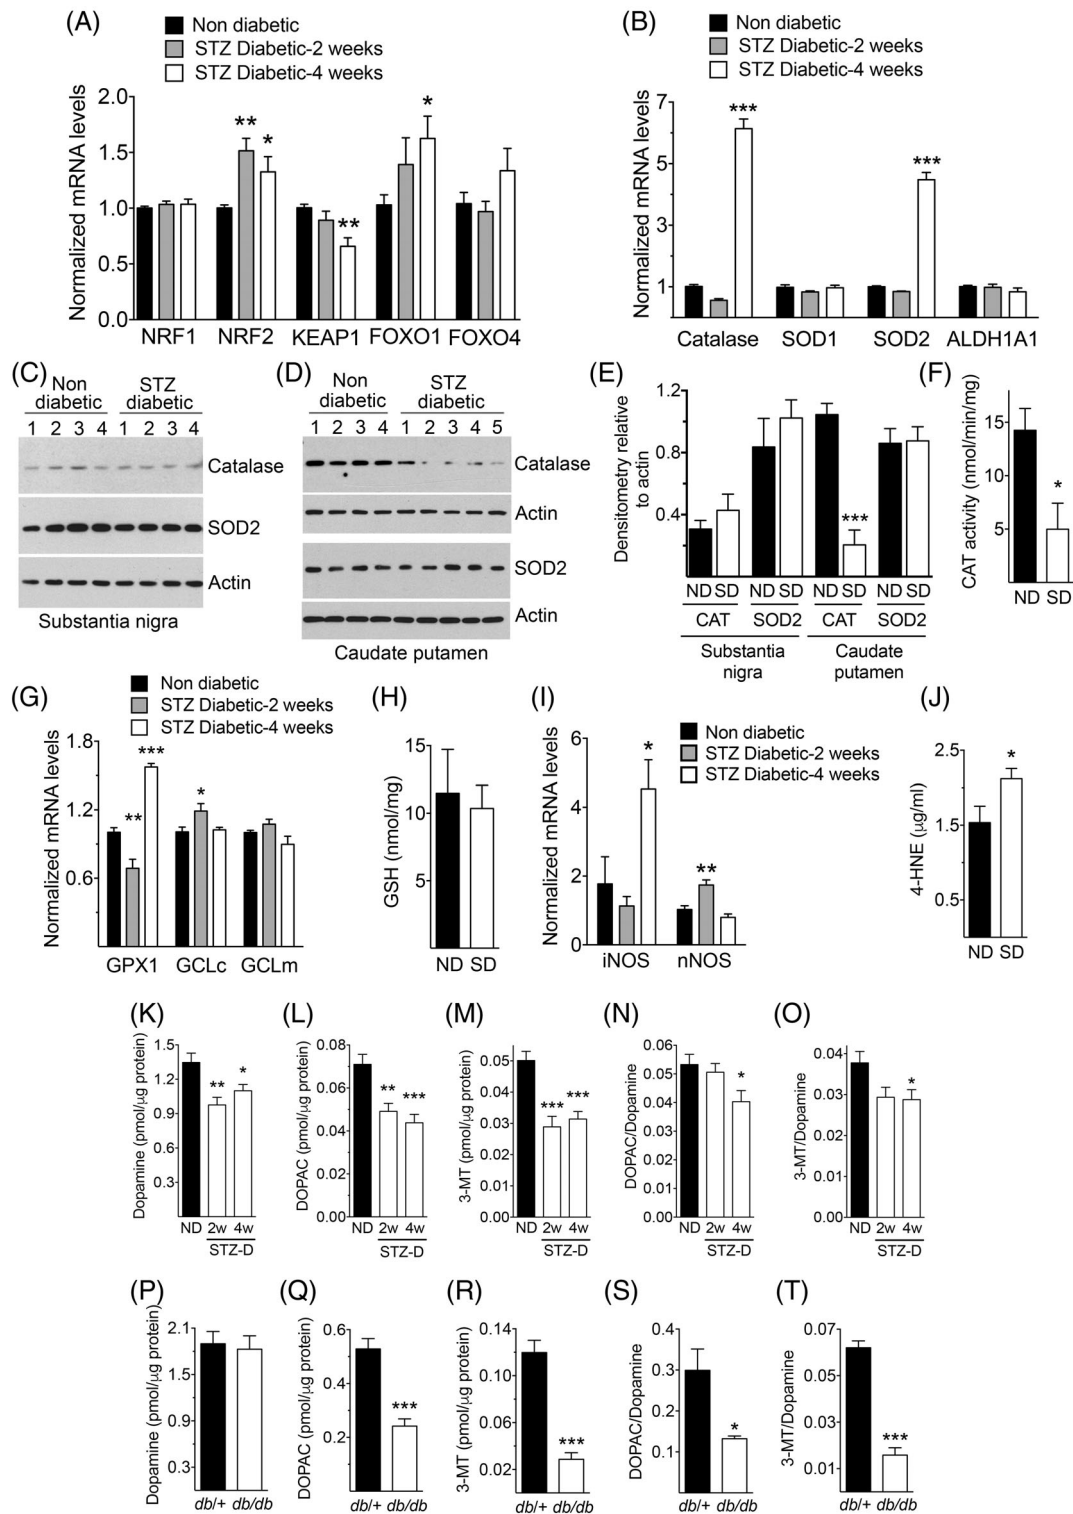 (A)
Non diabetic
STZ Diabetic-2 weeks
STZ Diabetic-4 weeks
Normalized mRNA levels
2.0
1.5
1.0
0.5
0.0
** * ** *
NRF1 NRF2 KEAP1 FOXO1 FOXO4
(B)
Non diabetic
STZ Diabetic-2 weeks
STZ Diabetic-4 weeks
Normalized mRNA levels
7
5
3
1
*** ***
Catalase SOD1 SOD2 ALDH1A1
(C)
Non diabetic
STZ diabetic
1 2 3 4 1 2 3 4
Catalase
SOD2
Actin
Substantia nigra
(D)
Non diabetic
STZ diabetic
1 2 3 4 1 2 3 4 5
Catalase
Actin
SOD2
Actin
Caudate putamen
(E)
Densitometry relative to actin
1.2
0.8
0.4
***
ND SD ND SD ND SD ND SD
CAT SOD2 CAT SOD2
Substantia nigra
Caudate putamen
(F)
CAT activity (nmol/min/mg)
15
10
5
*
ND SD
(G)
Non diabetic
STZ Diabetic-2 weeks
STZ Diabetic-4 weeks
Normalized mRNA levels
1.8
1.2
0.6
** *** *
GPX1 GCLc GCLm
(H)
GSH (nmol/mg)
15
10
5
ND SD
(I)
Non diabetic
STZ Diabetic-2 weeks
STZ Diabetic-4 weeks
Normalized mRNA levels
6
4
2
0
* **
iNOS nNOS
(J)
4-HNE (μg/ml)
2.5
1.5
0.5
*
ND SD
(K)
Dopamine (pmol/μg protein)
1.5
1.2
0.9
0.3
** *
ND 2w 4w
STZ-D
(L)
DOPAC (pmol/μg protein)
0.08
0.06
0.04
0.02
0.00
** ***
ND 2w 4w
STZ-D
(M)
3-MT (pmol/μg protein)
0.05
0.04
0.03
0.02
0.01
0.00
*** ***
ND 2w 4w
STZ-D
(N)
DOPAC/Dopamine
0.06
0.05
0.04
0.03
0.02
0.01
0.00
*
ND 2w 4w
STZ-D
(O)
3-MT/Dopamine
0.04
0.03
0.02
0.01
0.00
*
ND 2w 4w
STZ-D
(P)
Dopamine (pmol/μg protein)
2.1
1.5
0.9
0.3
db/+ db/db
(Q)
DOPAC (pmol/μg protein)
0.6
0.4
0.2
***
db/+ db/db
(R)
3-MT (pmol/μg protein)
0.14
0.10
0.06
0.02
***
db/+ db/db
(S)
DOPAC/Dopamine
0.4
0.3
0.2
0.1
*
db/+ db/db
(T)
3-MT/Dopamine
0.07
0.05
0.03
0.01
***
db/+ db/db